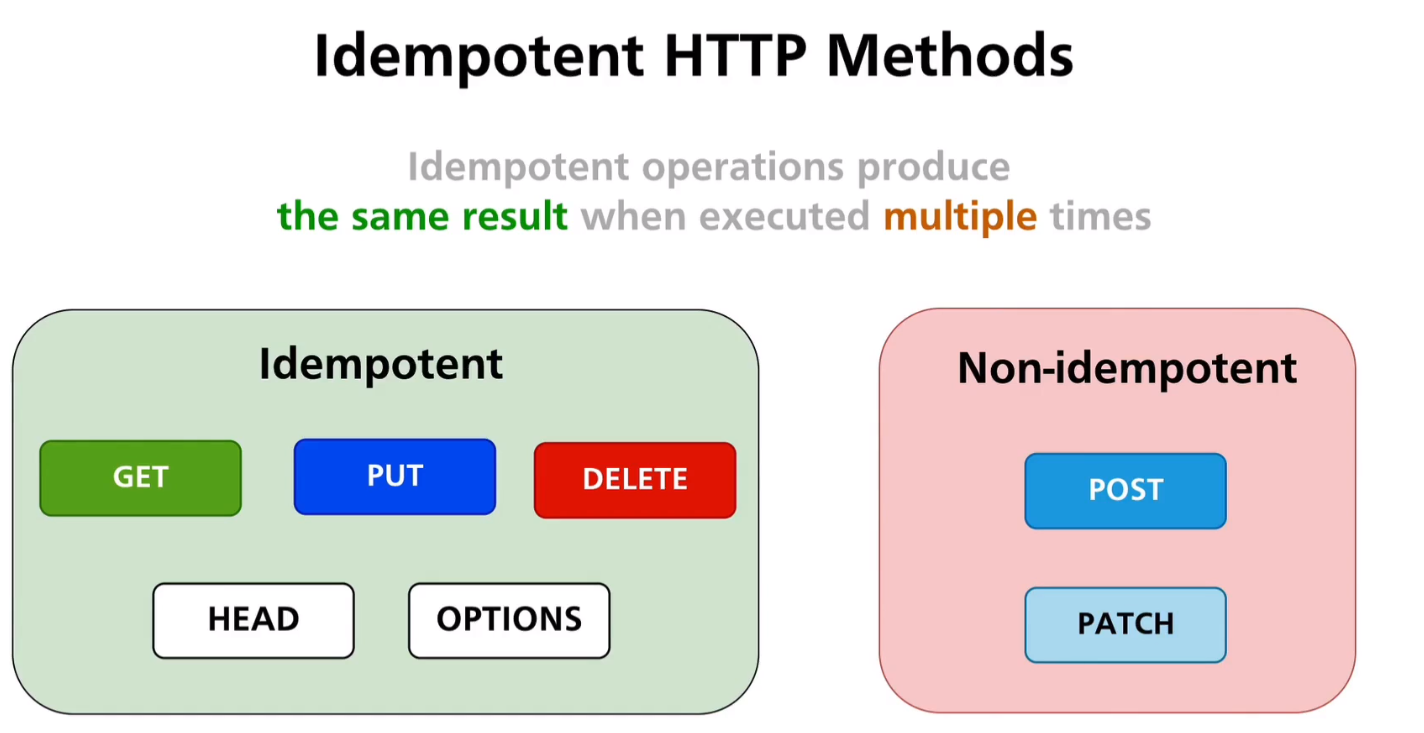 Idempotent HTTP Methods
Idempotent operations produce
the same result when executed multiple times
Idempotent
GET
PUT
DELETE
HEAD
OPTIONS
Non-idempotent
POST
PATCH